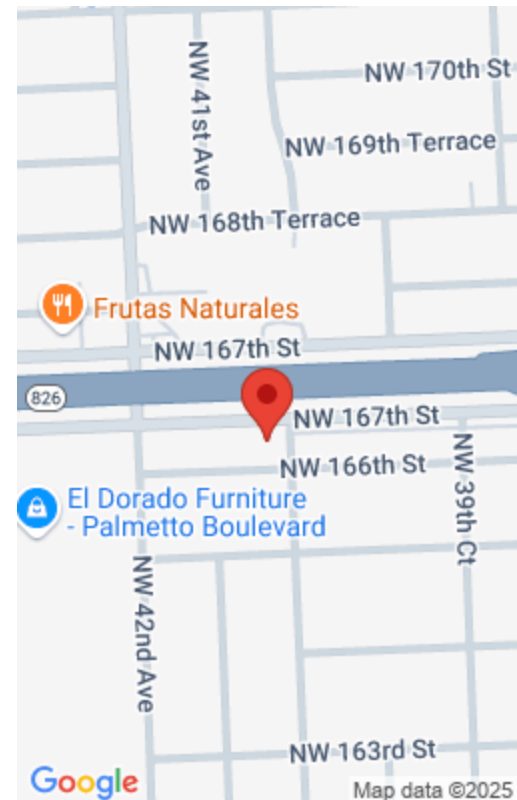 NW 170th St
NW 41st Ave
NW 169th Terrace
NW 168th Terrace
Frutas Naturales
NW 167th St
826
NW 167th St
NW 166th St
NW 39th Ct
El Dorado Furniture
- Palmetto Boulevard
NW 42nd Ave
NW 163rd St
Google
Map data ©2025